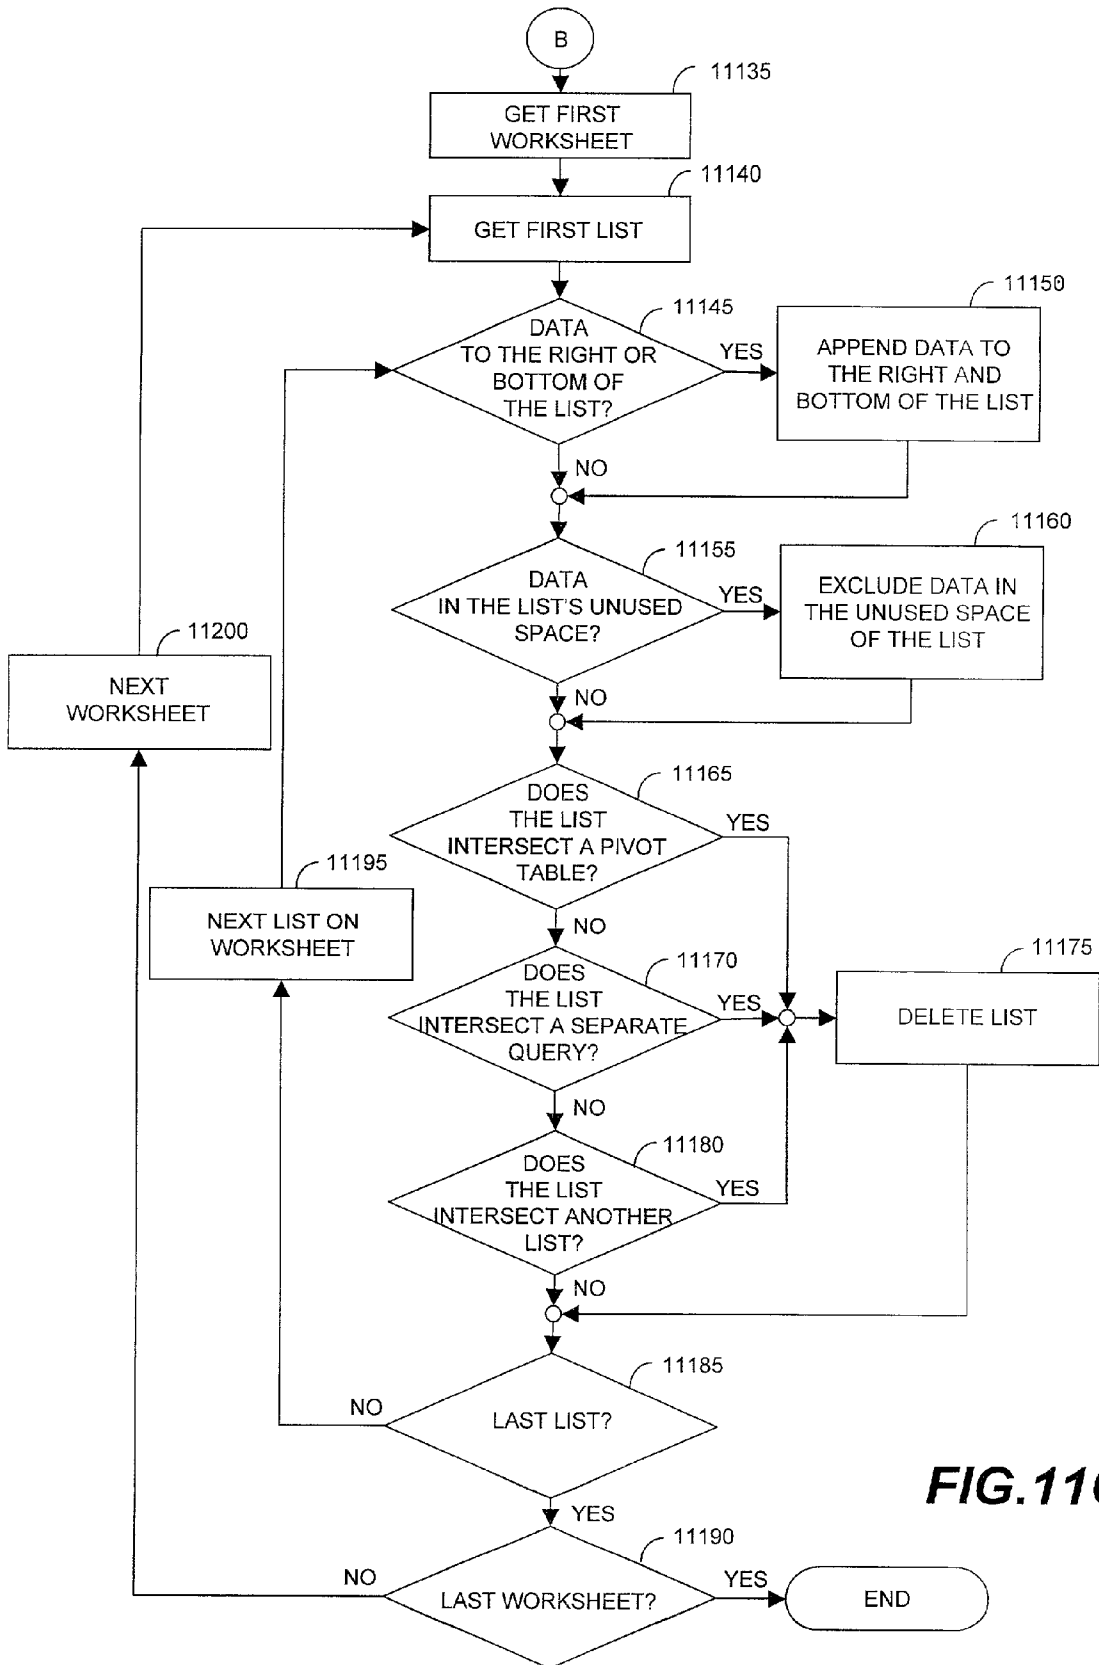 B
11135
GET FIRST
WORKSHEET
11140
GET FIRST LIST
11145
DATA
TO THE RIGHT OR
BOTTOM OF
THE LIST?
YES
11150
APPEND DATA TO
THE RIGHT AND
BOTTOM OF THE LIST
NO
11155
DATA
IN THE LIST'S UNUSED
SPACE?
YES
11160
EXCLUDE DATA IN
THE UNUSED SPACE
OF THE LIST
NO
11200
NEXT
WORKSHEET
11165
DOES
THE LIST
INTERSECT A PIVOT
TABLE?
YES
NO
11195
NEXT LIST ON
WORKSHEET
11170
DOES
THE LIST
INTERSECT A SEPARATE
QUERY?
YES
11175
DELETE LIST
NO
11180
DOES
THE LIST
INTERSECT ANOTHER
LIST?
YES
NO
11185
LAST LIST?
NO
YES
FIG.11
11190
LAST WORKSHEET?
NO
YES
END